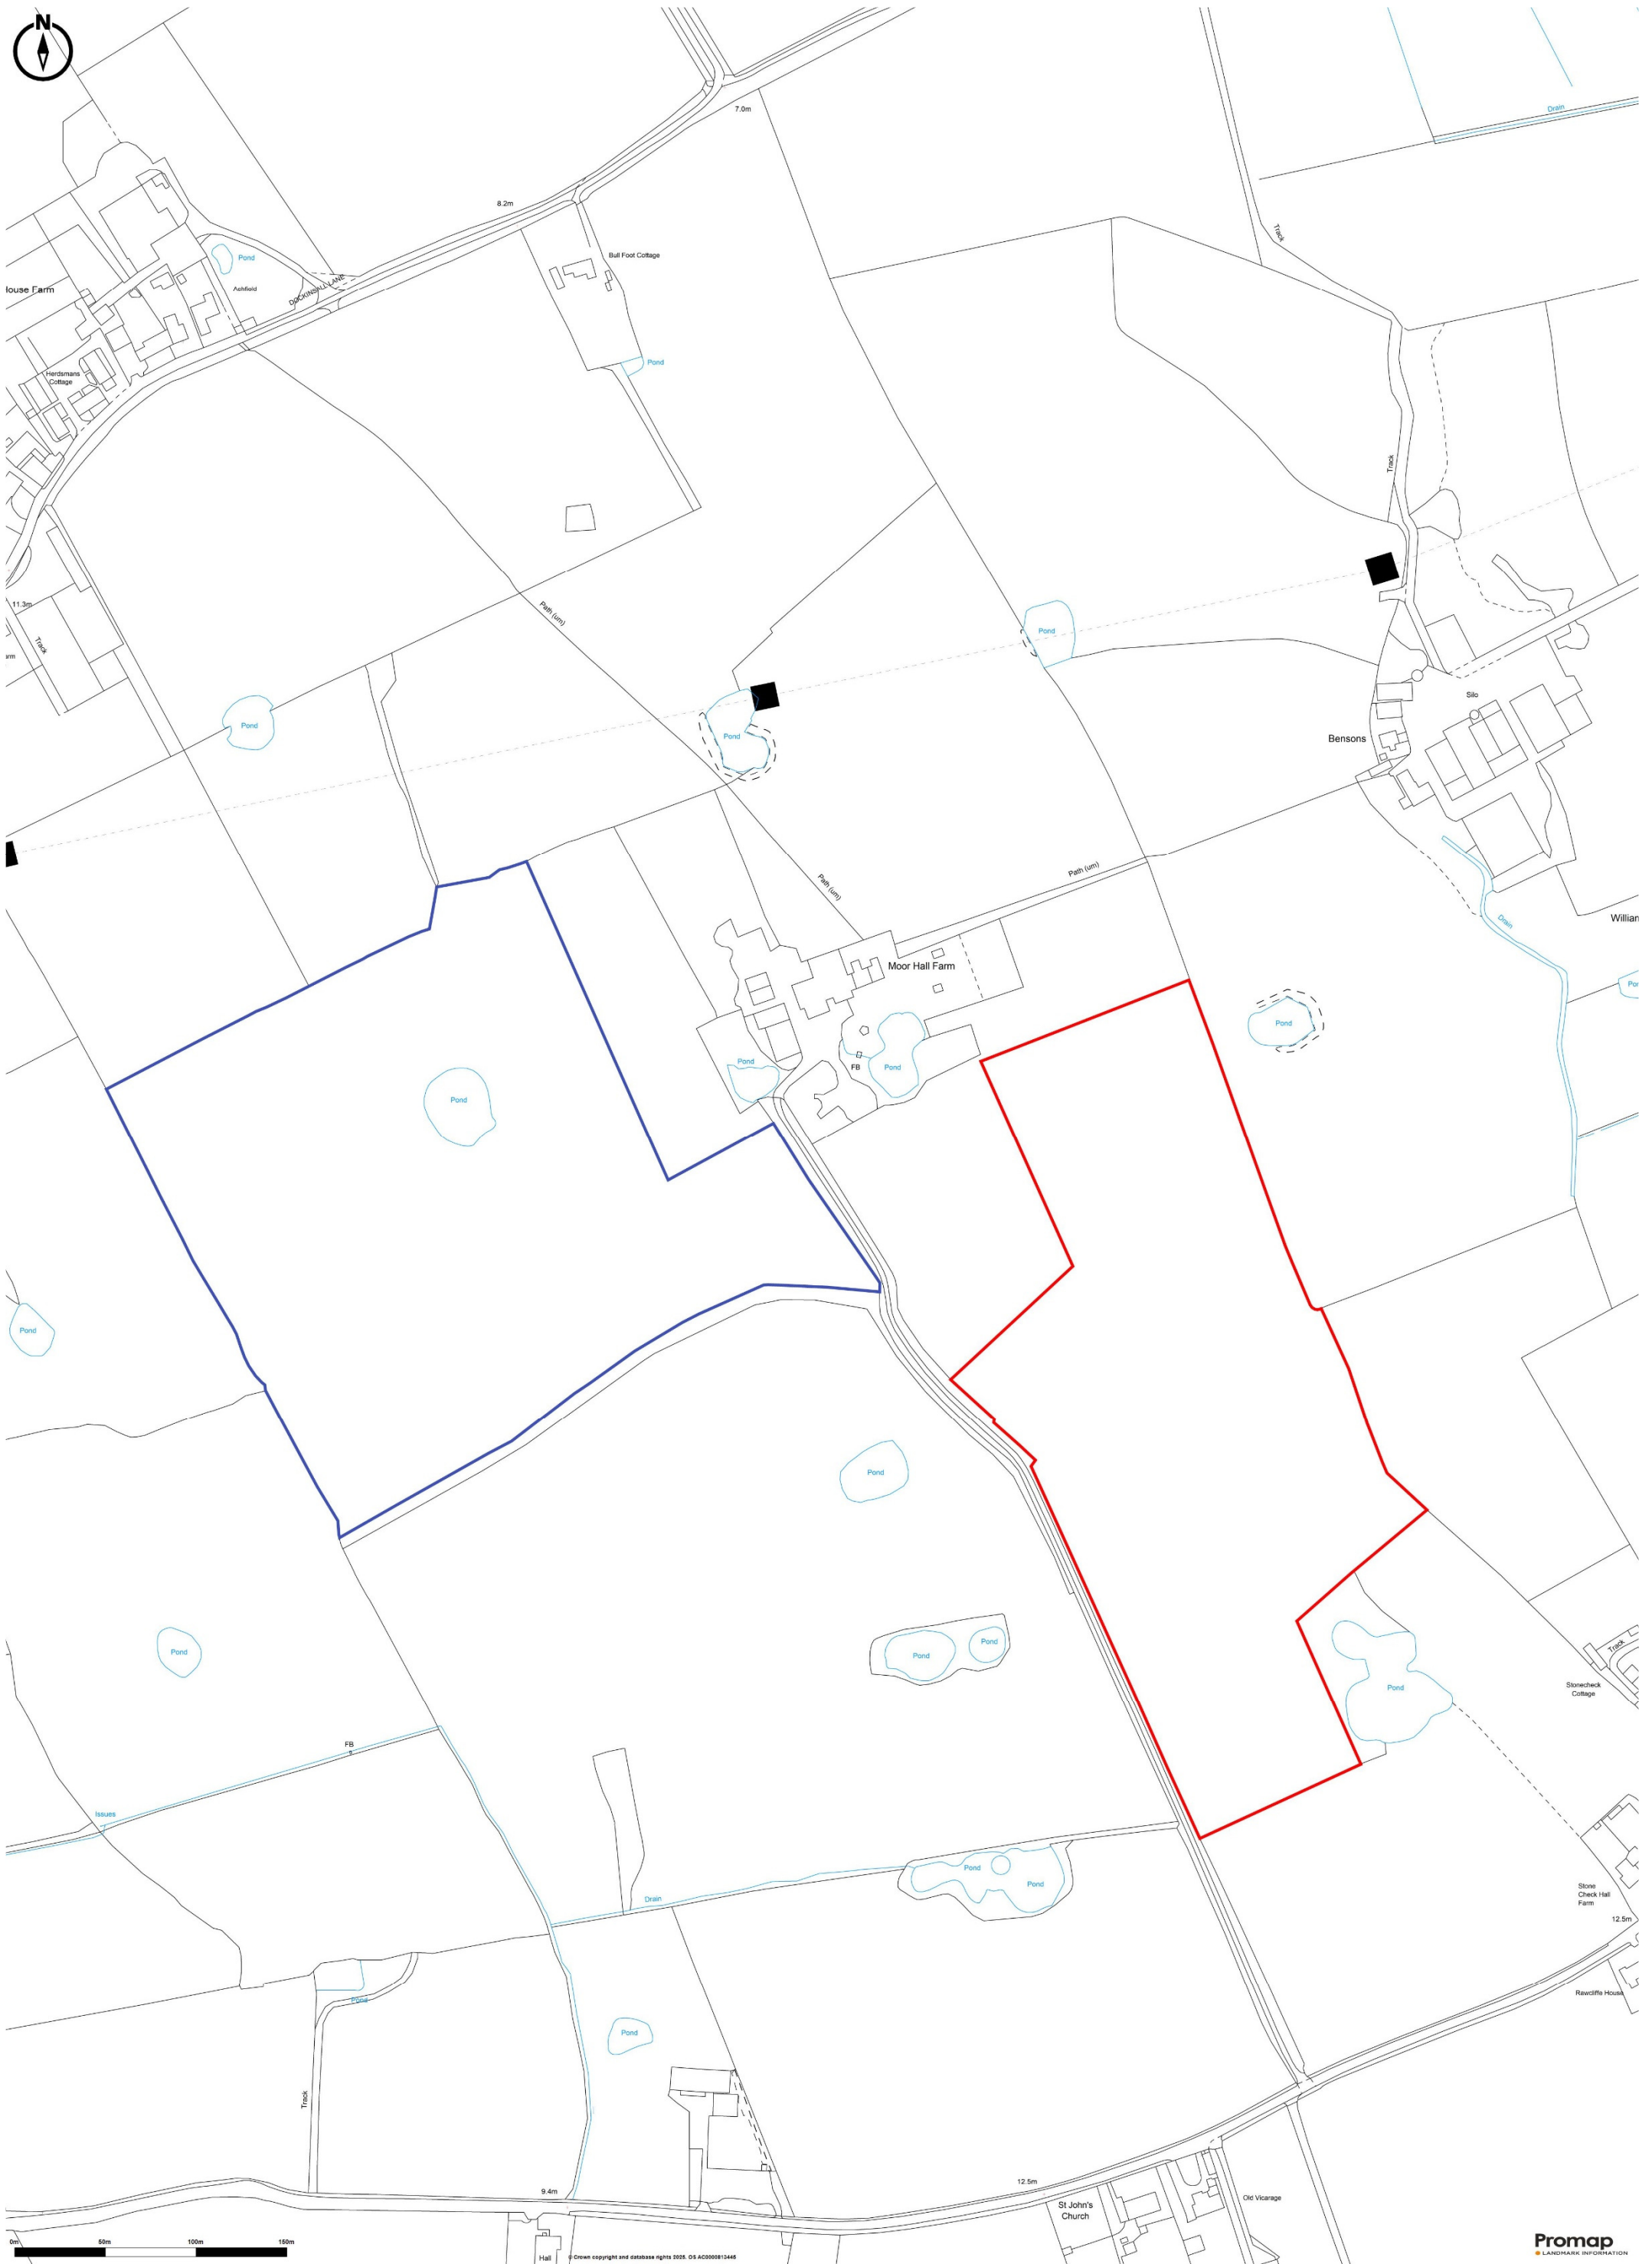 N
7.0m
Drain
8.2m
Track
Bull Foot Cottage
Pond
House Farm
Ashfield
DOCKINSALL LANE
Pond
Herdsmans
Cottage
Track
11.3m
Path (um)
Pond
Track
Silo
Pond
Pond
Bensons
Path (um)
Path (um)
Drain
Moor Hall Farm
Pond
Pond
Pond
FB
Pond
Pond
Pond
Pond
Pond
Pond
Pond
Track
Pond
Stonecheck
Cottage
FB
Issues
Pond
Pond
Drain
Stone
Check Hall
Farm
12.5m
Rawcliffe House
Pond
Pond
Track
9.4m
12.5m
St John's
Church
Old Vicarage
0m 50m 100m 150m
Hall
© Crown copyright and database rights 2025. OS AC0000813445
Promap
LANDMARK INFORMATION